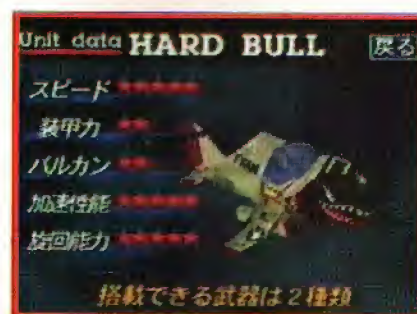 Unit data HARD BULL 戻る
スピード ★★★★★
装甲力 ★★
バルカン ★★
加速性能 ★★★★★
旋回能力 ★★★★★
搭載できる武器は2種類